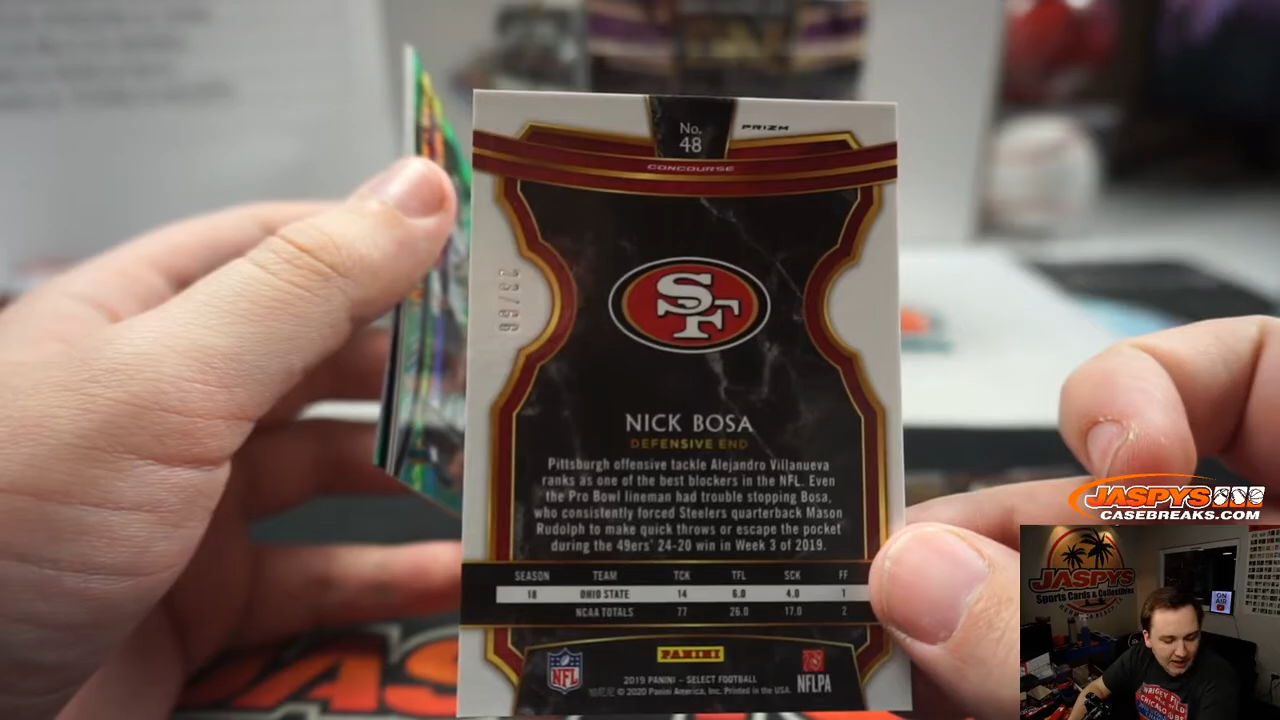 No.
48
PRIZM
CONCOURSE
SF
NICK BOSA
DEFENSIVE END
Pittsburgh offensive tackle Alejandro Villanueva
ranks as one of the best blockers in the NFL. Even
the Pro Bowl lineman had trouble stopping Bosa,
who consistently forced Steelers quarterback Mason
Rudolph to make quick throws or escape the pocket
during the 49ers' 24-20 win in Week 3 of 2019.
SEASON TEAM TCK TFL SCK FF
18 OHIO STATE 14 6.0 4.0 1
NCAA TOTALS 77 26.0 17.0 2
NFL
PANINI
NFLPA
2019 PANINI – SELECT FOOTBALL
© 2020 Panini America, Inc. Printed in the USA.
JASPYS
CASEBREAKS.COM
JASPYS
Sports Cards & Collectibles
ON
AIR